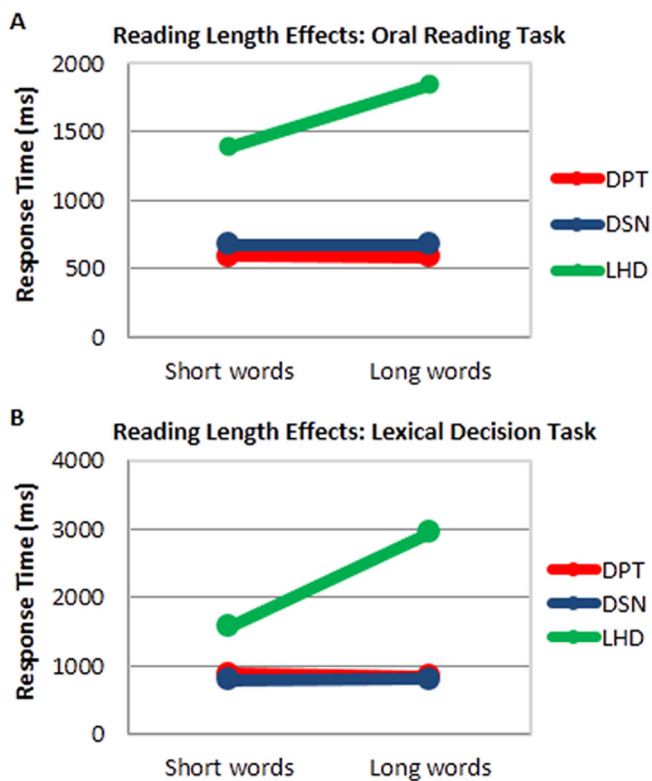 A
Reading Length Effects: Oral Reading Task
Response Time (ms)
2000
1500
1000
500
0
Short words Long words
DPT
DSN
LHD
B
Reading Length Effects: Lexical Decision Task
Response Time (ms)
4000
3000
2000
1000
0
Short words Long words
DPT
DSN
LHD